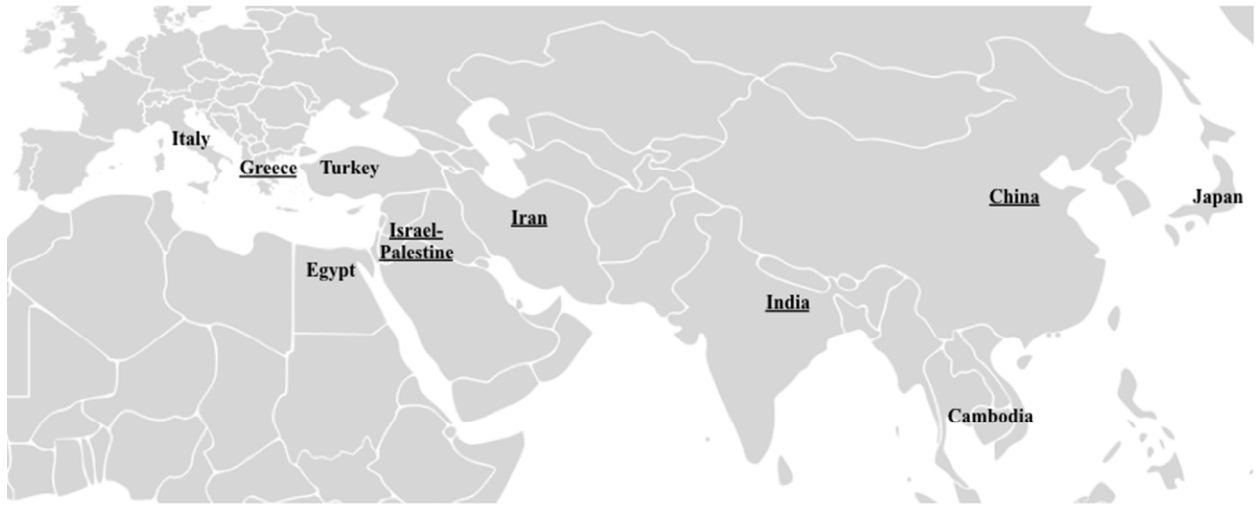 Italy
Greece
Turkey
Israel-
Palestine
Egypt
Iran
India
China
Japan
Cambodia